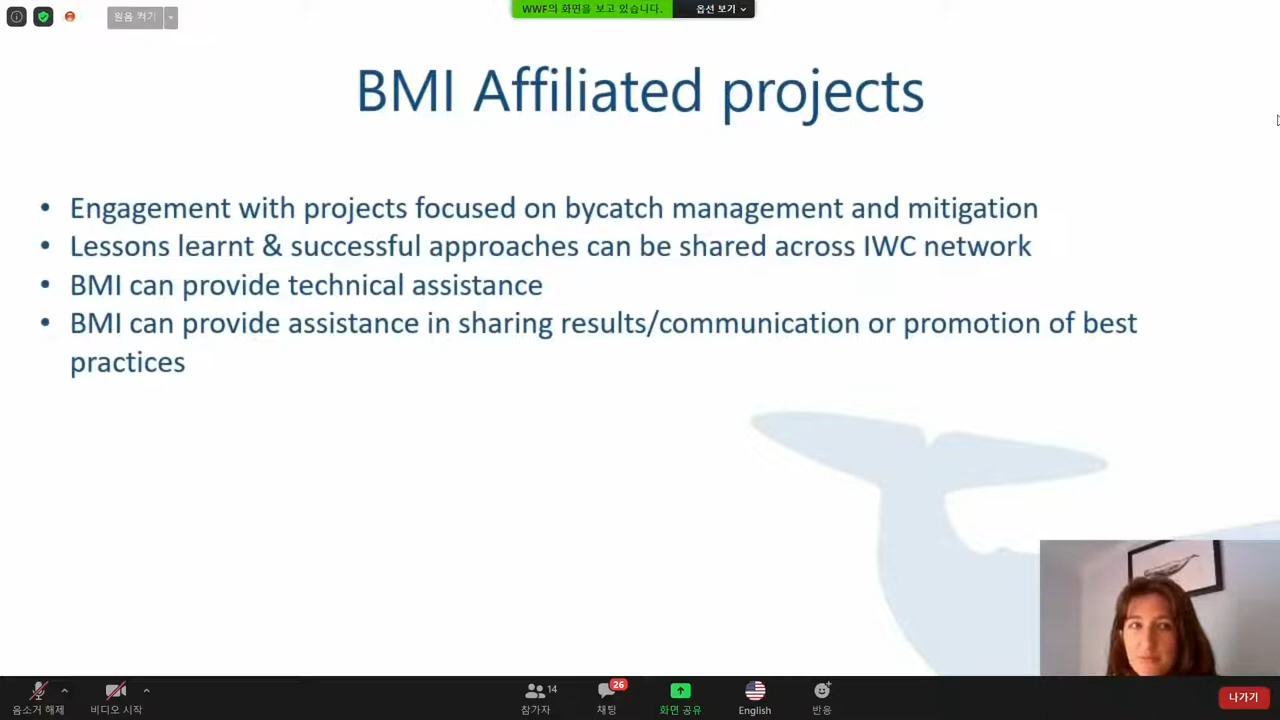 원음 켜기
WWF의 화면을 보고 있습니다.
옵션 보기
BMI Affiliated projects
• Engagement with projects focused on bycatch management and mitigation
• Lessons learnt & successful approaches can be shared across IWC network
• BMI can provide technical assistance
• BMI can provide assistance in sharing results/communication or promotion of best
practices
음소거 해제
비디오 시작
14
참가자
26
채팅
화면 공유
English
반응
나가기